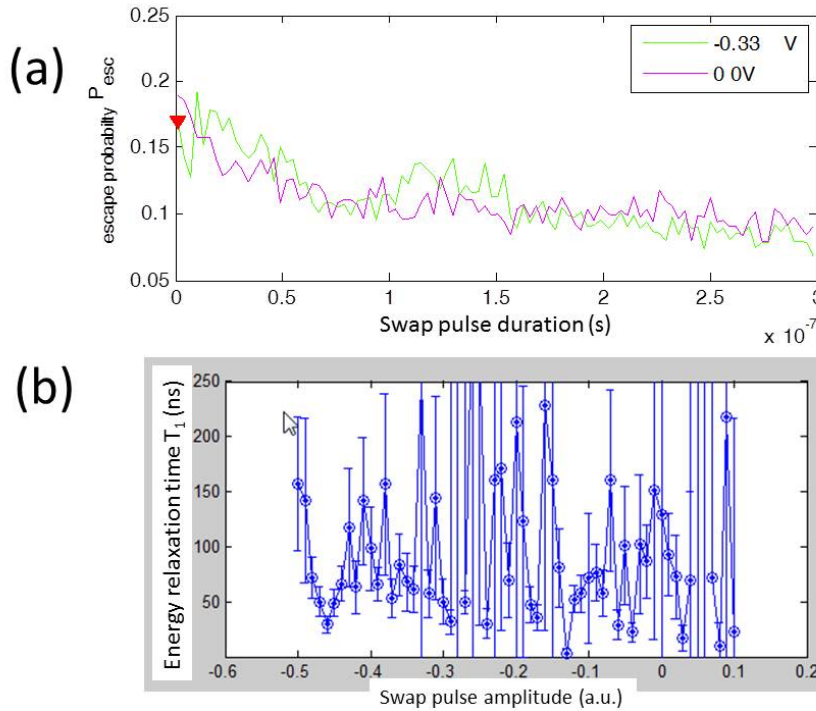 (a)
escape probability P_esc
0.25
0.2
0.15
0.1
0.05
-0.33 V
0 0V
0 0.5 1 1.5 2 2.5
Swap pulse duration (s)
x 10^-7
(b)
Energy relaxation time T_1 (ns)
250
200
150
100
50
-0.6 -0.5 -0.4 -0.3 -0.2 -0.1 0 0.1 0.2
Swap pulse amplitude (a.u.)